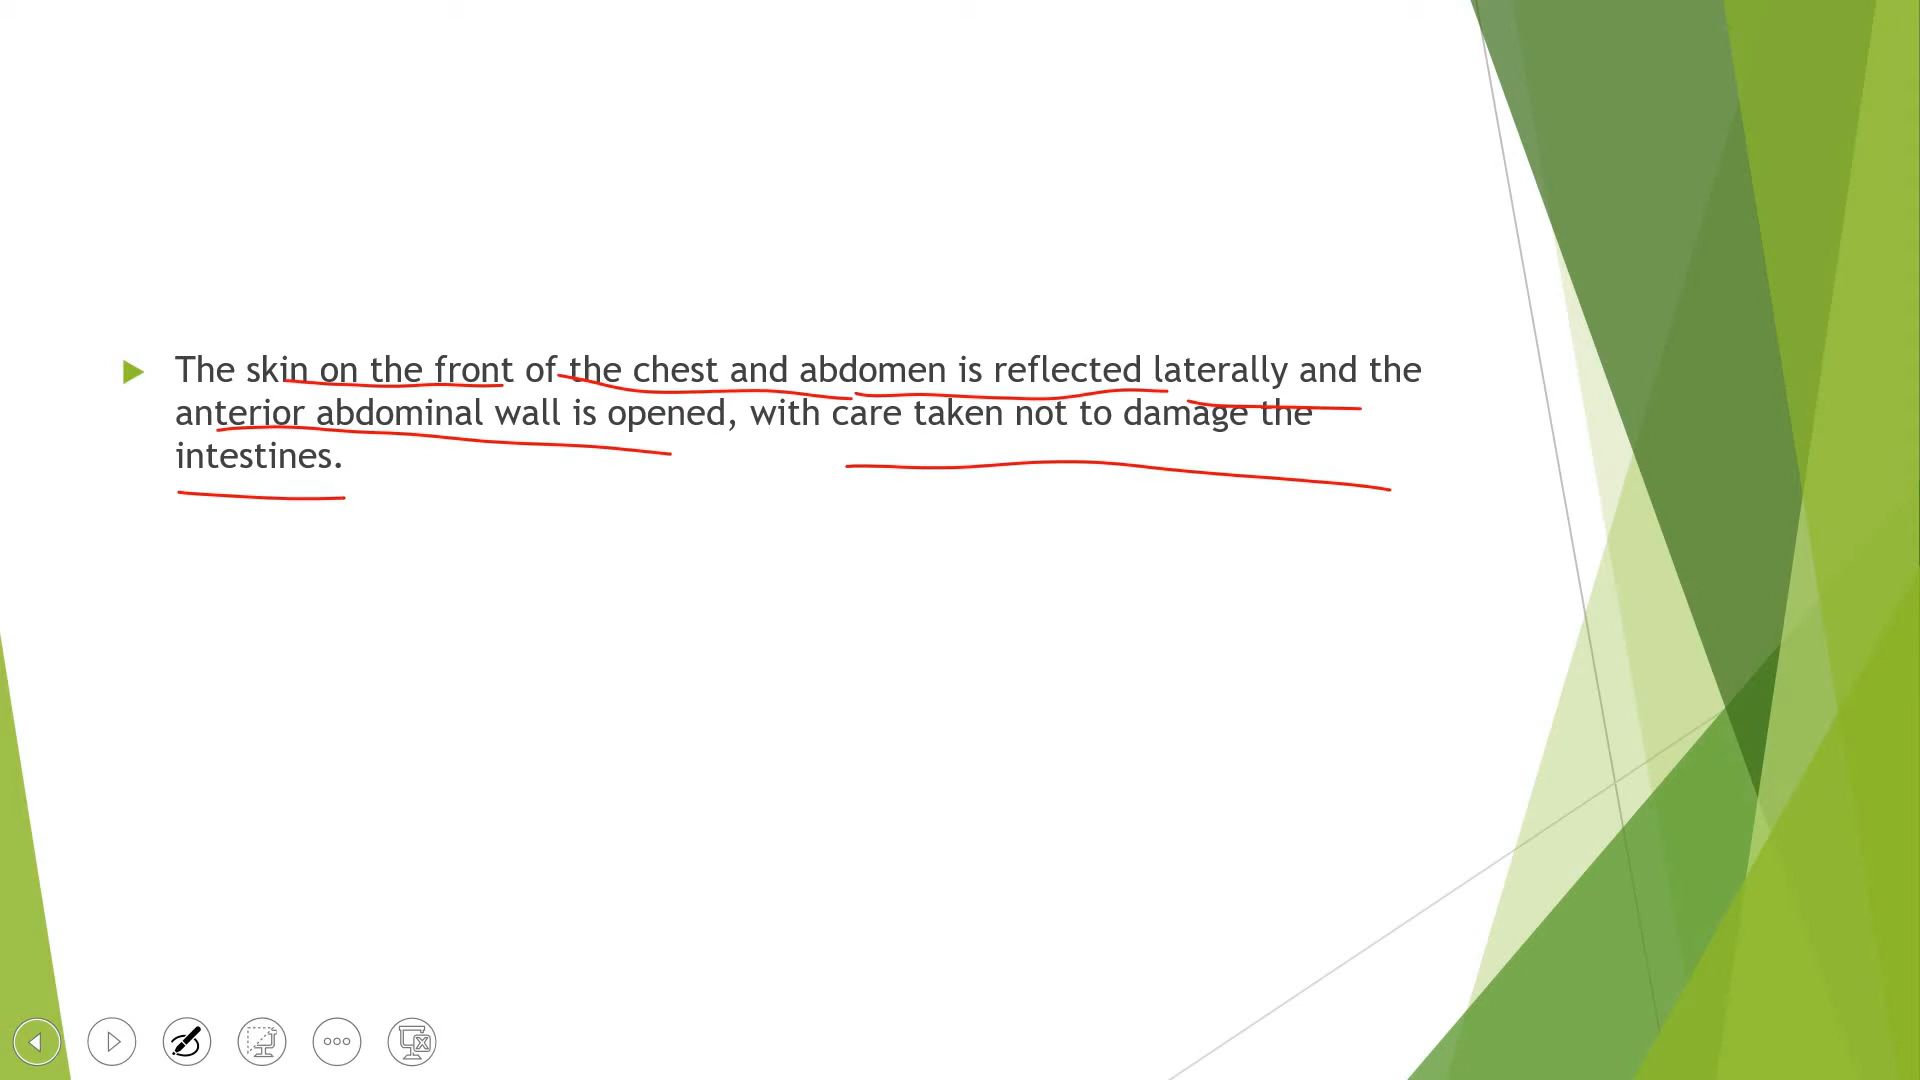 The skin on the front of the chest and abdomen is reflected laterally and the
anterior abdominal wall is opened, with care taken not to damage the
intestines.